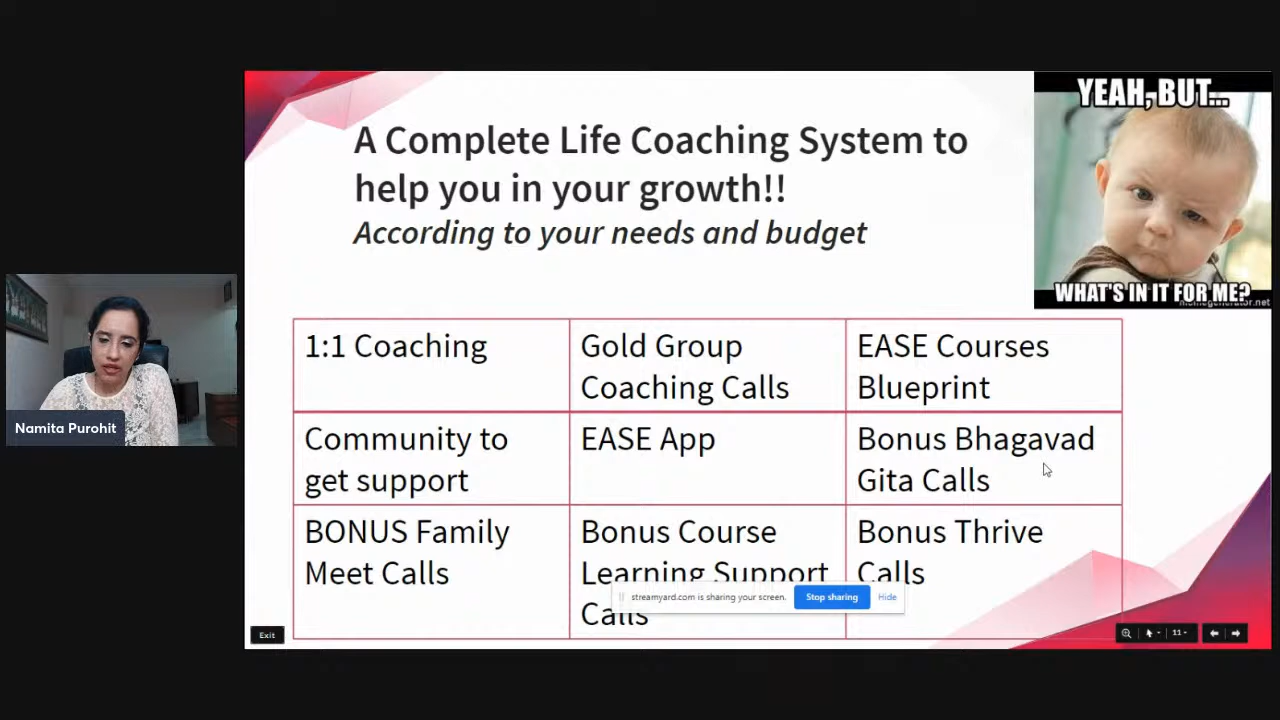 YEAH, BUT...
A Complete Life Coaching System to
help you in your growth!!
According to your needs and budget
WHAT'S IN IT FOR ME?
memegenerator.net
1:1 Coaching
Gold Group
Coaching Calls
EASE Courses
Blueprint
Community to
get support
EASE App
Bonus Bhagavad
Gita Calls
BONUS Family
Meet Calls
Bonus Course
Learning Support
Calls
Bonus Thrive
Calls
Namita Purohit
streamyard.com is sharing your screen.
Stop sharing
Hide
Exit
11